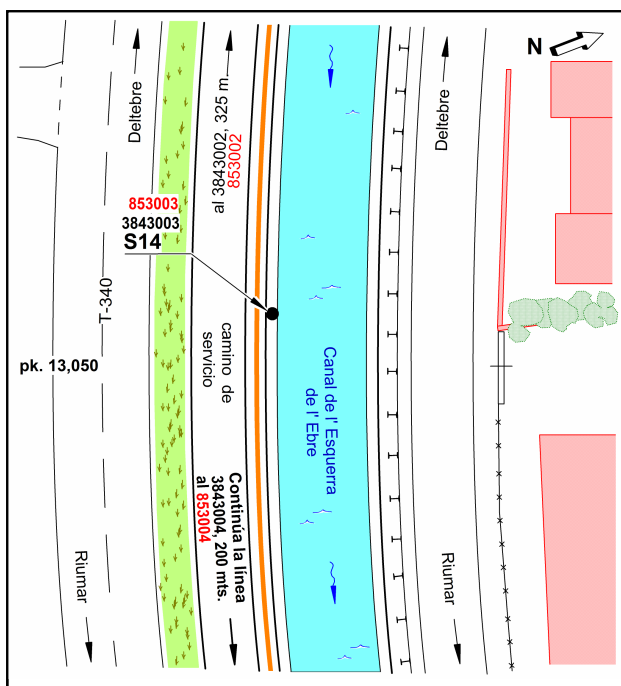 N
Deltebre
al 3843002, 325 m
853002
Deltebre
853003
3843003
S14
T-340
pk. 13,050
camino de
servicio
Canal de l' Esquerra
de l' Ebre
Continúa la línea
3843004, 200 mts.
al 853004
Riumar
Riumar